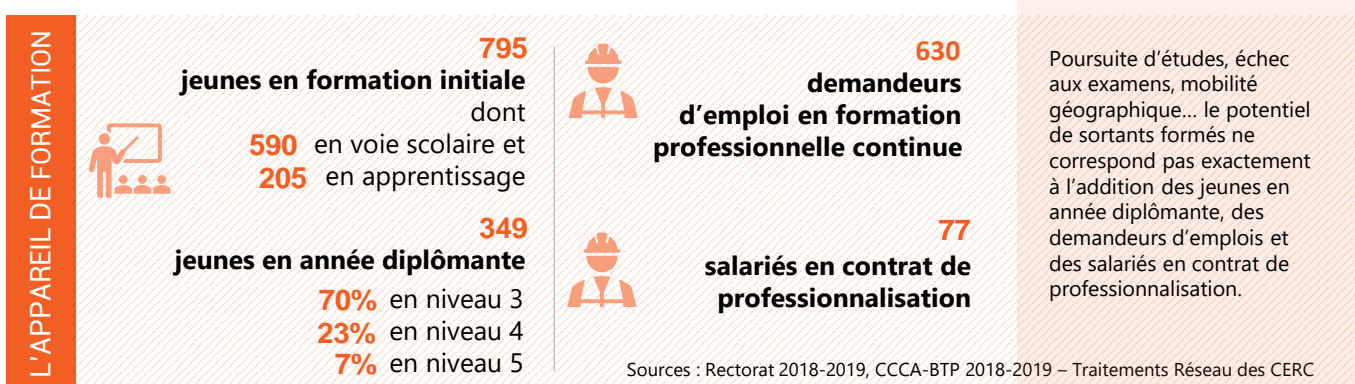 L'APPAREIL DE FORMATION
795
jeunes en formation initiale
dont
590 en voie scolaire et
205 en apprentissage
349
jeunes en année diplômante
70% en niveau 3
23% en niveau 4
7% en niveau 5
630
demandeurs
d’emploi en formation
professionnelle continue
77
salariés en contrat de
professionnalisation
Poursuite d’études, échec
aux examens, mobilité
géographique… le potentiel
de sortants formés ne
correspond pas exactement
à l’addition des jeunes en
année diplômante, des
demandeurs d’emplois et
des salariés en contrat de
professionnalisation.
Sources : Rectorat 2018-2019, CCCA-BTP 2018-2019 – Traitements Réseau des CERC